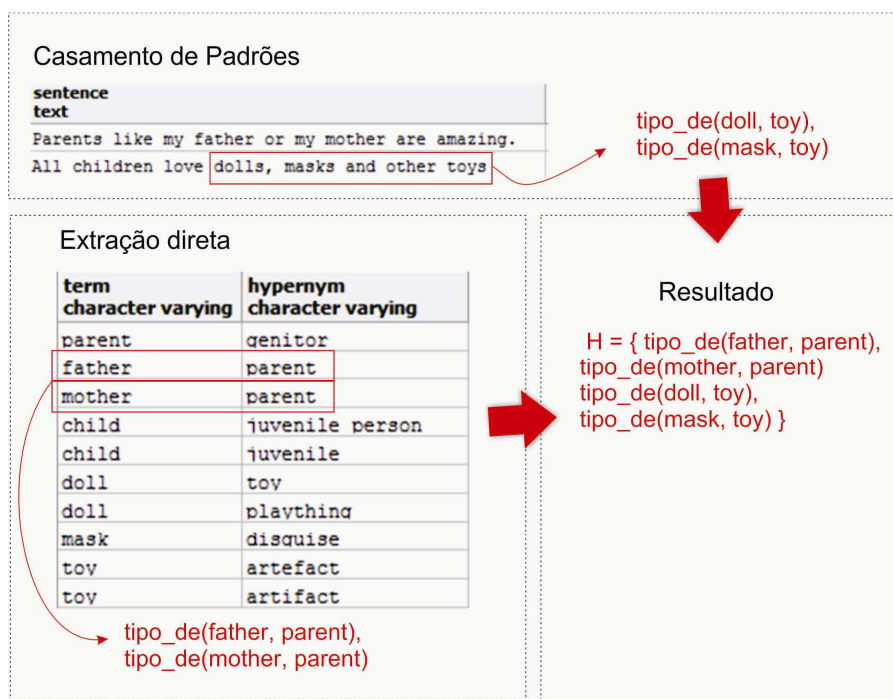 Casamento de Padrões
sentence
text
Parents like my father or my mother are amazing.
All children love dolls, masks and other toys
tipo_de(doll, toy),
tipo_de(mask, toy)
Extração direta
term hypernym
character varying character varying
parent genitor
father parent
mother parent
child juvenile person
child juvenile
doll toy
doll plaything
mask disguise
toy artefact
toy artifact
tipo_de(father, parent),
tipo_de(mother, parent)
Resultado
H = { tipo_de(father, parent),
tipo_de(mother, parent)
tipo_de(doll, toy),
tipo_de(mask, toy) }